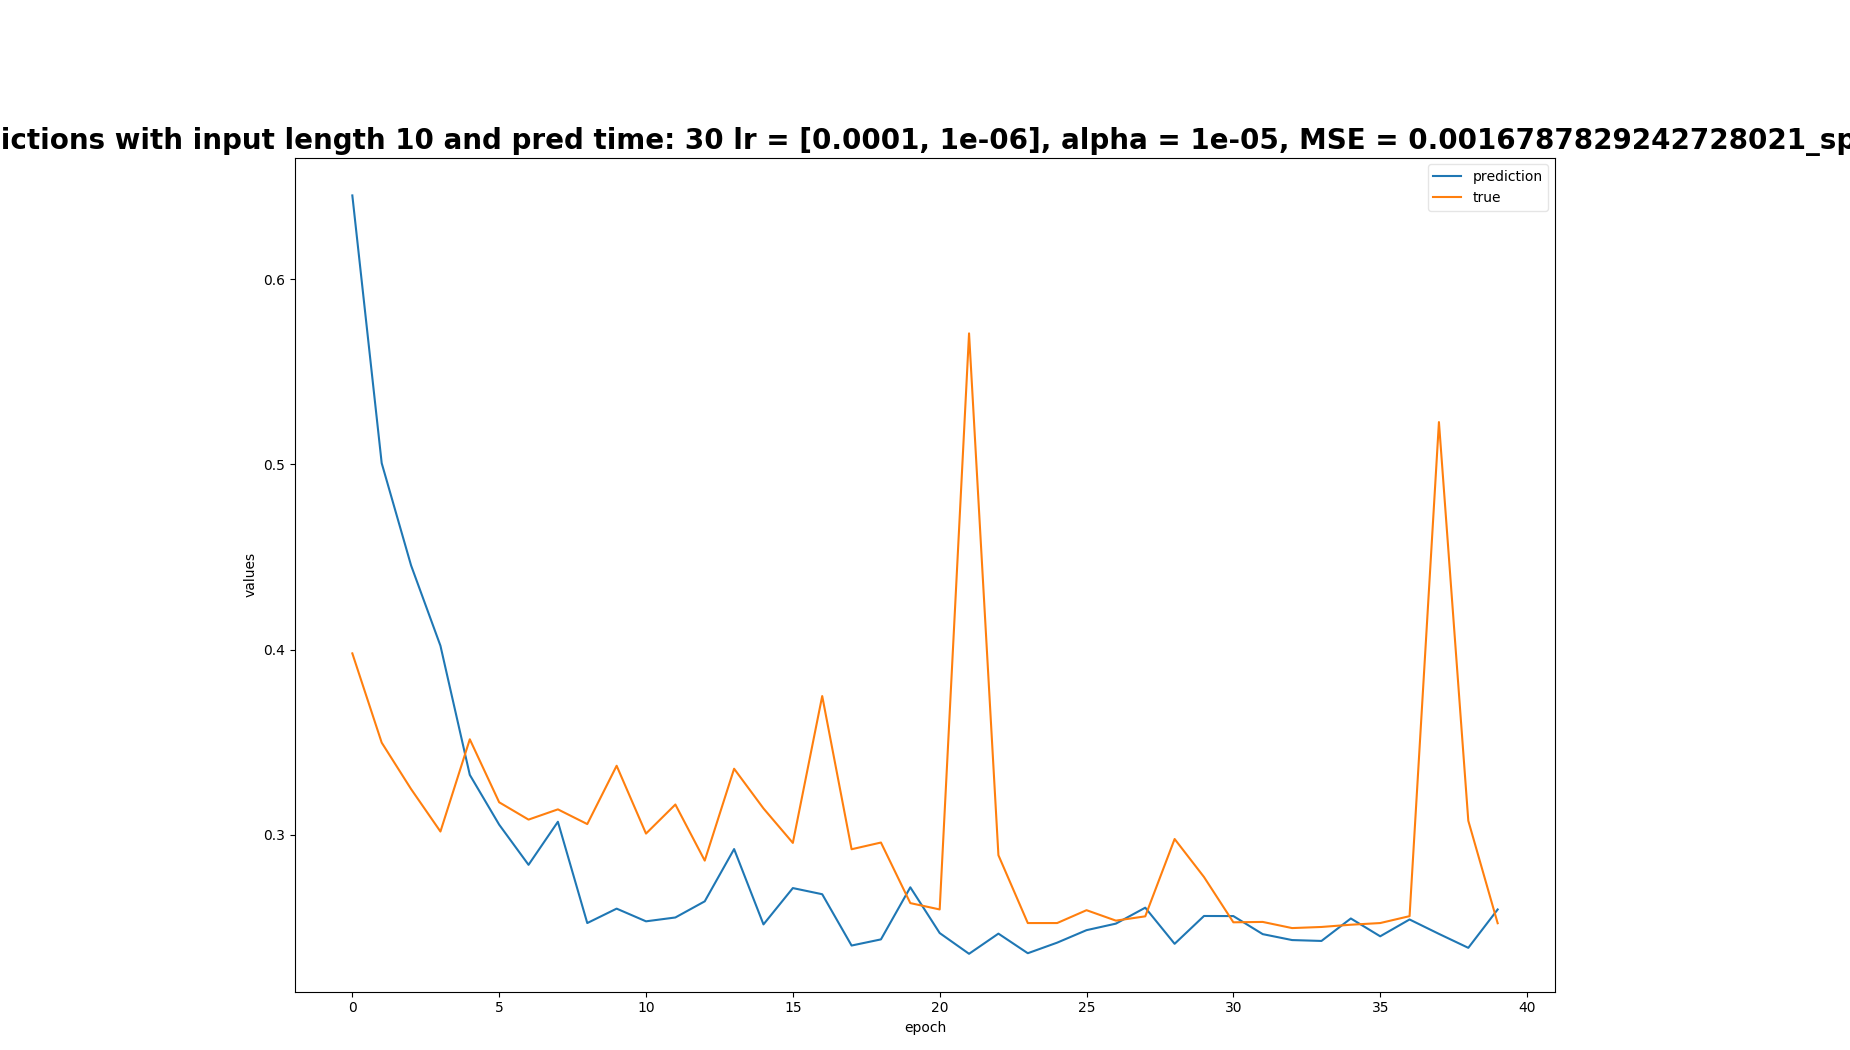 ictions with input length 10 and pred time: 30 lr = [0.0001, 1e-06], alpha = 1e-05, MSE = 0.0016787829242728021_sp
prediction
true
0.6
0.5
0.4
0.3
values
0 5 10 15 20 25 30 35 40
epoch